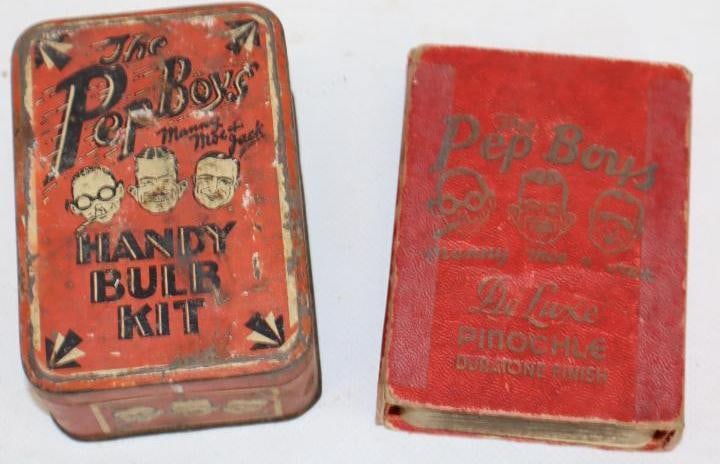 The
Pep Boys
Manny
Moe &
Jack
HANDY
BULB
KIT
The
Pep Boys
Manny Moe & Jack
De Luxe
PINOCHLE
DURATONE FINISH